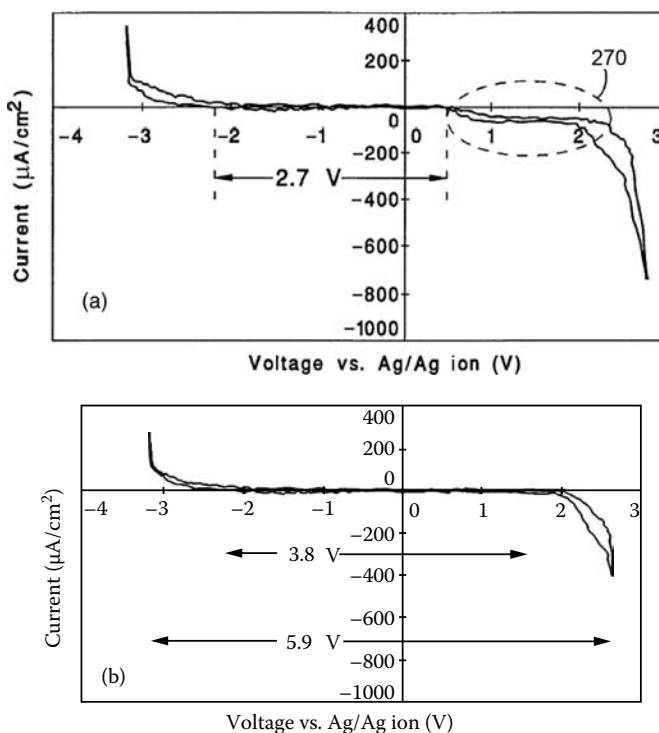 400
270
200
Current (µA/cm²)
−4 −3 −2 −1 0 0 1 2 3
−200
2.7 V
−400
−600
−800
(a)
−1000
Voltage vs. Ag/Ag ion (V)
400
200
0
−4 −3 −2 −1 0 1 2 3
Current (µA/cm²)
−200
3.8 V
−400
−600
5.9 V
−800
(b)
−1000
Voltage vs. Ag/Ag ion (V)